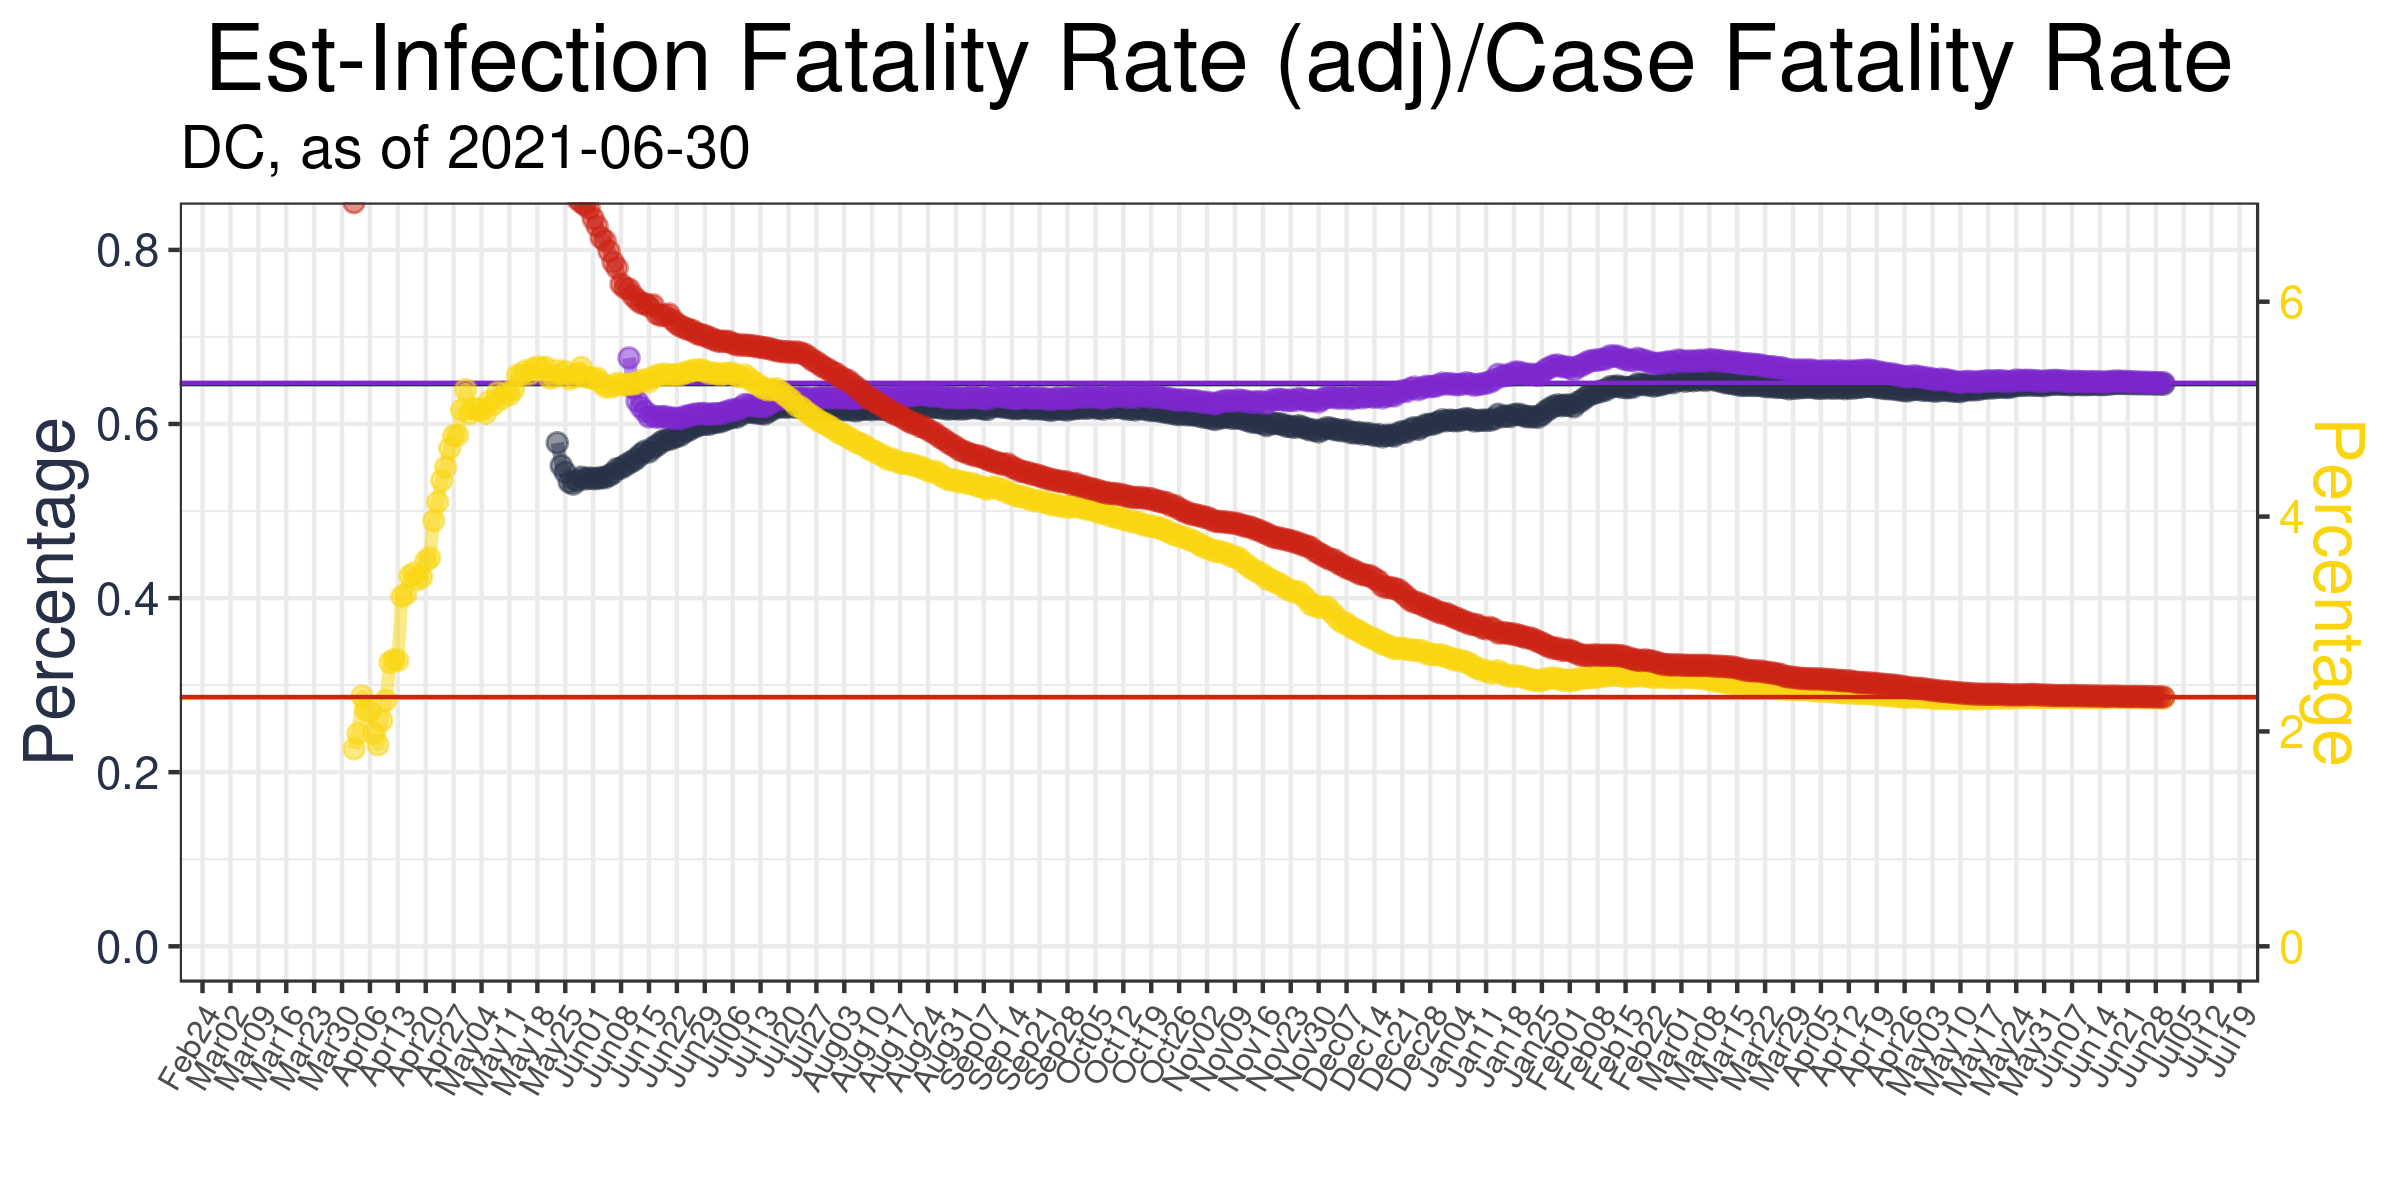 Est-Infection Fatality Rate (adj)/Case Fatality Rate
DC, as of 2021-06-30
Percentage
0.8
0.6
0.4
0.2
0.0
6
4
2
0
Percentage
Feb24
Mar02
Mar09
Mar16
Mar23
Mar30
Apr06
Apr13
Apr20
Apr27
May04
May11
May18
May25
Jun01
Jun08
Jun15
Jun22
Jun29
Jul06
Jul13
Jul20
Jul27
Aug03
Aug10
Aug17
Aug24
Aug31
Sep07
Sep14
Sep21
Sep28
Oct05
Oct12
Oct19
Oct26
Nov02
Nov09
Nov16
Nov23
Nov30
Dec07
Dec14
Dec21
Dec28
Jan04
Jan11
Jan18
Jan25
Feb01
Feb08
Feb15
Feb22
Mar01
Mar08
Mar15
Mar22
Mar29
Apr05
Apr12
Apr19
Apr26
May03
May10
May17
May24
May31
Jun07
Jun14
Jun21
Jun28
Jul05
Jul12
Jul19